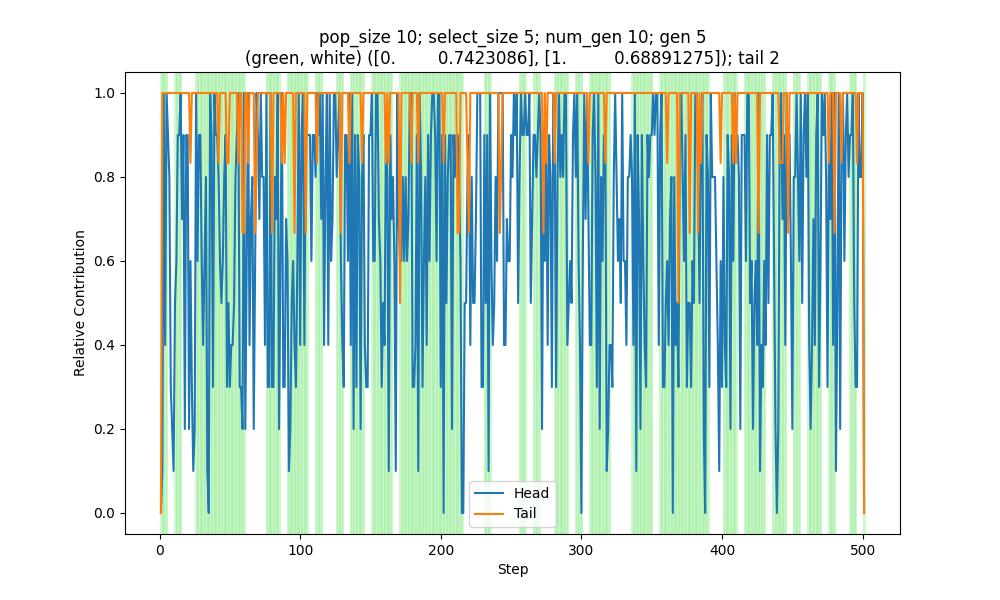 pop_size 10; select_size 5; num_gen 10; gen 5
(green, white) ([0. 0.7423086], [1. 0.68891275]); tail 2
1.0
0.8
0.6
0.4
0.2
0.0
Relative Contribution
Head
Tail
0 100 200 300 400 500
Step